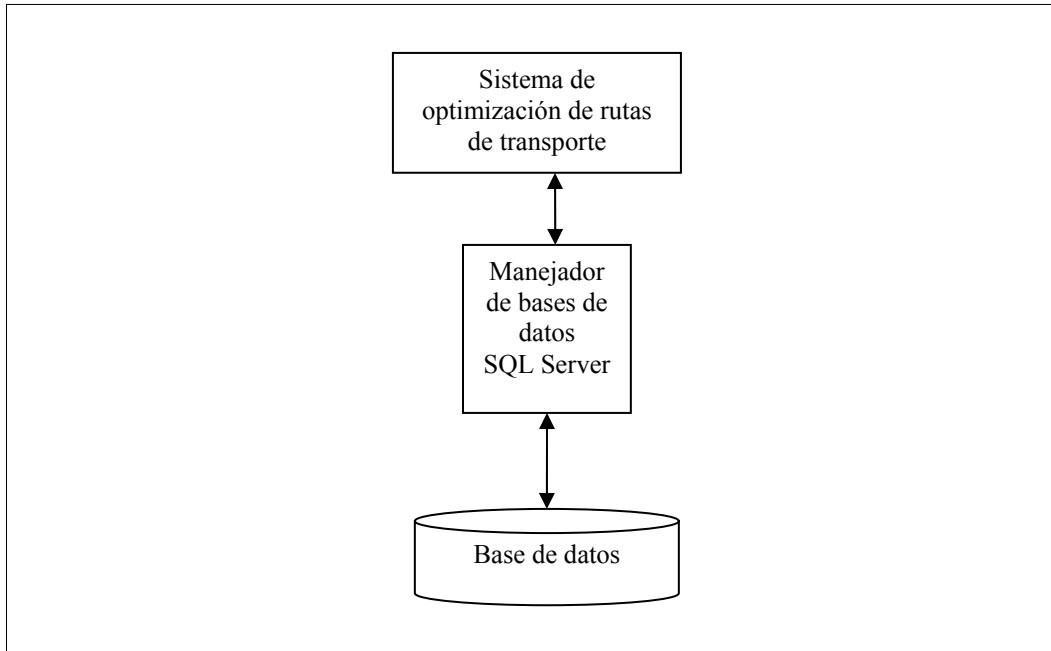 Sistema de
optimización de rutas
de transporte
Manejador
de bases de
datos
SQL Server
Base de datos